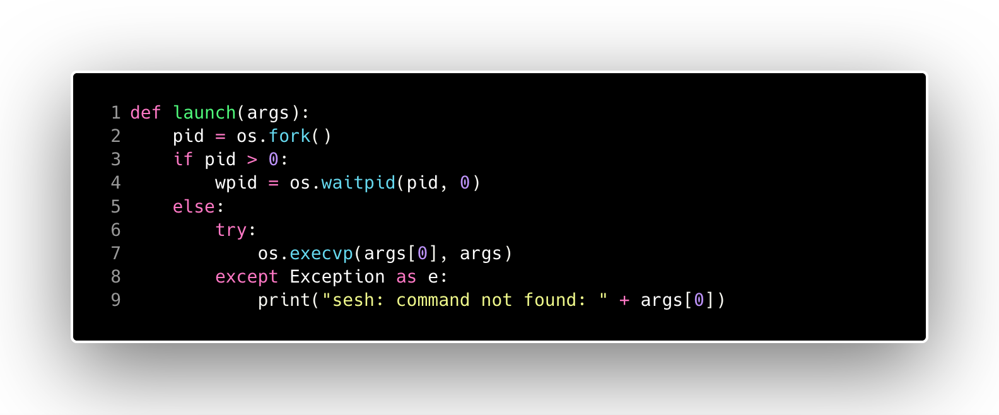 1 def launch(args):
2     pid = os.fork()
3     if pid > 0:
4         wpid = os.waitpid(pid, 0)
5     else:
6         try:
7             os.execvp(args[0], args)
8         except Exception as e:
9             print("sesh: command not found: " + args[0])